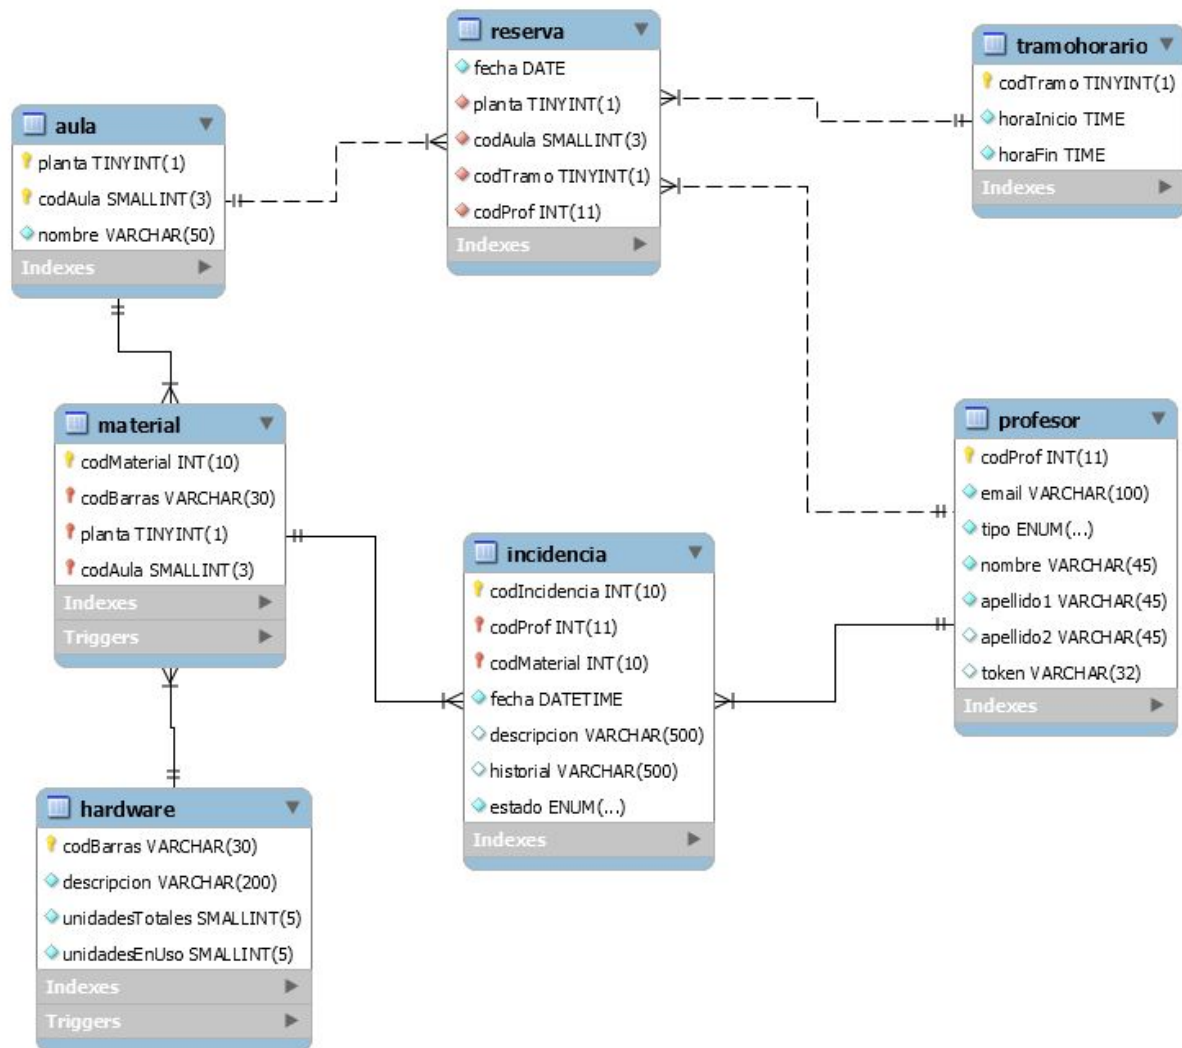 reserva
fecha DATE
planta TINYINT(1)
codAula SMALLINT(3)
codTramo TINYINT(1)
codProf INT(11)
Indexes
tramohorario
codTramo TINYINT(1)
horaInicio TIME
horaFin TIME
Indexes
aula
planta TINYINT(1)
codAula SMALLINT(3)
nombre VARCHAR(50)
Indexes
material
codMaterial INT(10)
codBarras VARCHAR(30)
planta TINYINT(1)
codAula SMALLINT(3)
Indexes
Triggers
profesor
codProf INT(11)
email VARCHAR(100)
tipo ENUM(...)
nombre VARCHAR(45)
apellido1 VARCHAR(45)
apellido2 VARCHAR(45)
token VARCHAR(32)
Indexes
incidencia
codIncidencia INT(10)
codProf INT(11)
codMaterial INT(10)
fecha DATETIME
descripcion VARCHAR(500)
historial VARCHAR(500)
estado ENUM(...)
Indexes
hardware
codBarras VARCHAR(30)
descripcion VARCHAR(200)
unidadesTotales SMALLINT(5)
unidadesEnUso SMALLINT(5)
Indexes
Triggers